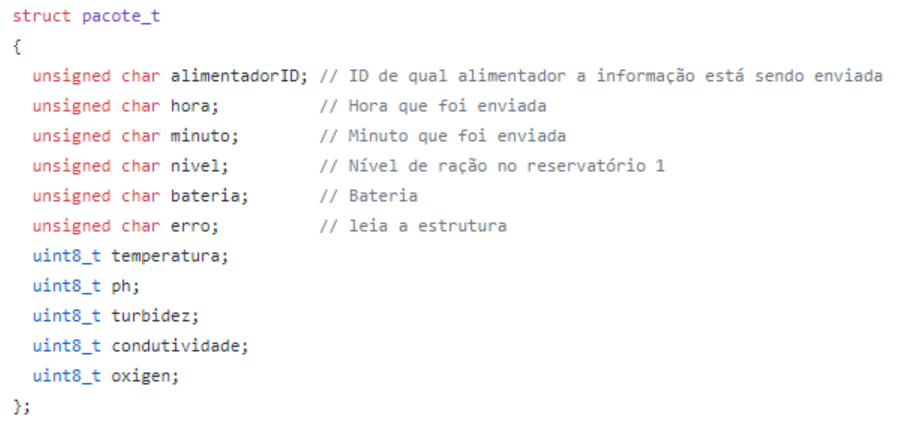 struct pacote_t
{
  unsigned char alimentadorID; // ID de qual alimentador a informação está sendo enviada
  unsigned char hora;          // Hora que foi enviada
  unsigned char minuto;        // Minuto que foi enviada
  unsigned char nivel;         // Nível de ração no reservatório 1
  unsigned char bateria;       // Bateria
  unsigned char erro;          // leia a estrutura
  uint8_t temperatura;
  uint8_t ph;
  uint8_t turbidez;
  uint8_t condutividade;
  uint8_t oxigen;
};